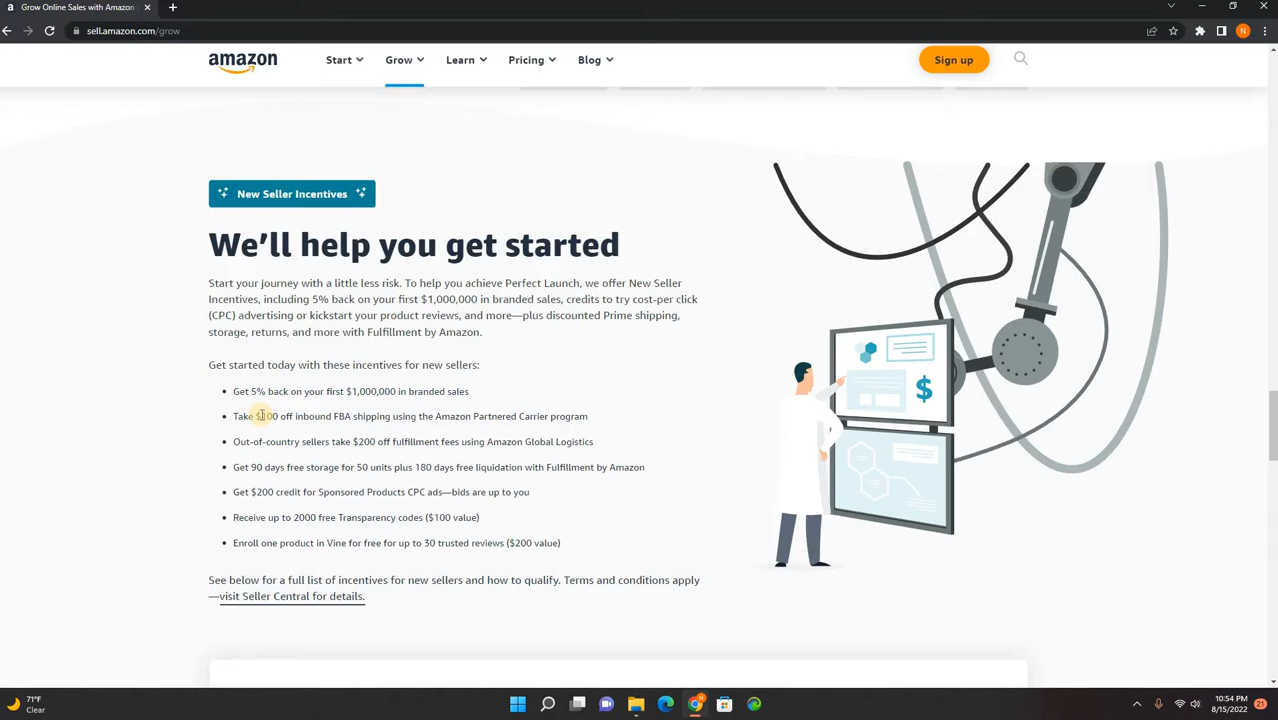 Grow Online Sales with Amazon
sell.amazon.com/grow
N
amazon
Start
Grow
Learn
Pricing
Blog
Sign up
New Seller Incentives
We'll help you get started
Start your journey with a little less risk. To help you achieve Perfect Launch, we offer New Seller
Incentives, including 5% back on your first $1,000,000 in branded sales, credits to try cost-per click
(CPC) advertising or kickstart your product reviews, and more—plus discounted Prime shipping,
storage, returns, and more with Fulfillment by Amazon.
Get started today with these incentives for new sellers:
• Get 5% back on your first $1,000,000 in branded sales
• Take $100 off inbound FBA shipping using the Amazon Partnered Carrier program
• Out-of-country sellers take $200 off fulfillment fees using Amazon Global Logistics
• Get 90 days free storage for 50 units plus 180 days free liquidation with Fulfillment by Amazon
• Get $200 credit for Sponsored Products CPC ads—bids are up to you
• Receive up to 2000 free Transparency codes ($100 value)
• Enroll one product in Vine for free for up to 30 trusted reviews ($200 value)
See below for a full list of incentives for new sellers and how to qualify. Terms and conditions apply
—visit Seller Central for details.
$
71°F
Clear
10:54 PM
8/15/2022
21